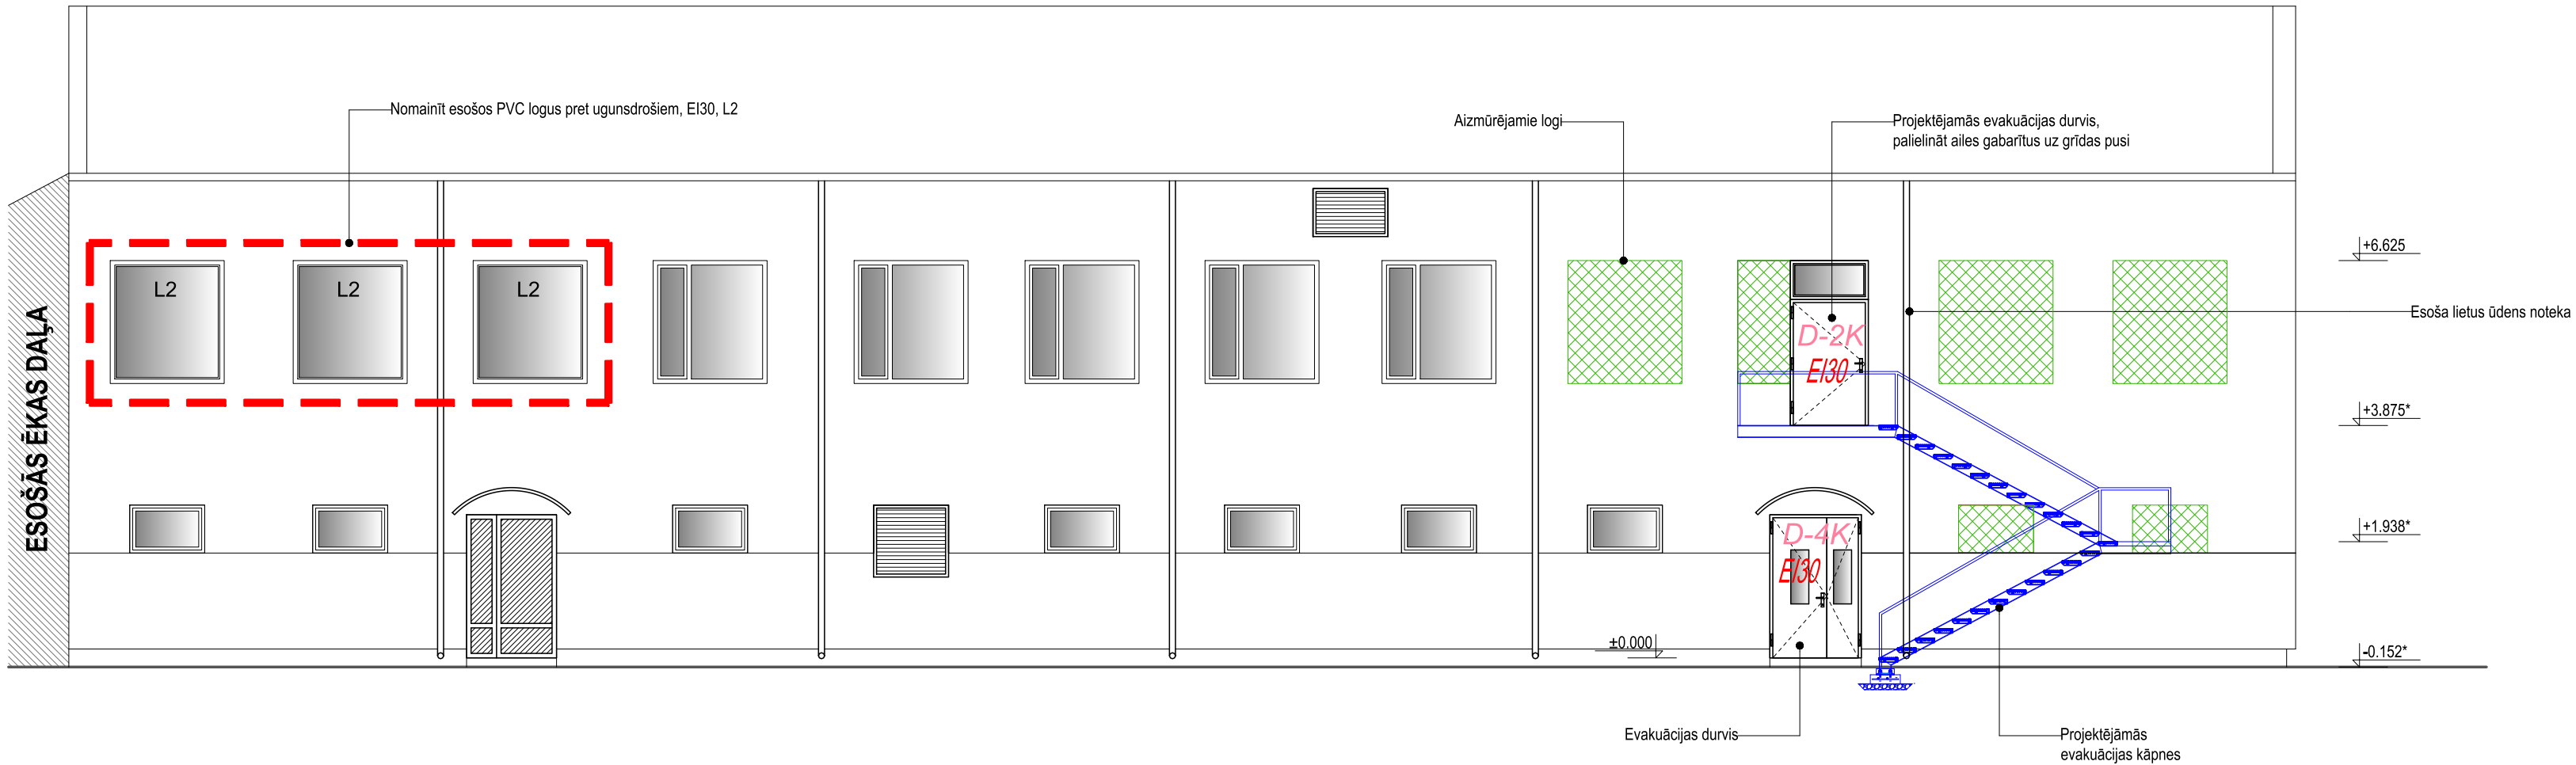 Nomainīt esošos PVC logus pret ugunsdrošiem, EI30, L2
Aizmūrējamie logi
Projektējamās evakuācijas durvis,
palielināt ailes gabarītus uz grīdas pusi
+6.625
L2
L2
L2
Esoša lietus ūdens noteka
D-2K
EI30
+3.875*
ESOŠĀS ĒKAS DAĻA
+1.938*
D-4K
EI30
±0.000
-0.152*
Evakuācijas durvis
Projektējāmās
evakuācijas kāpnes